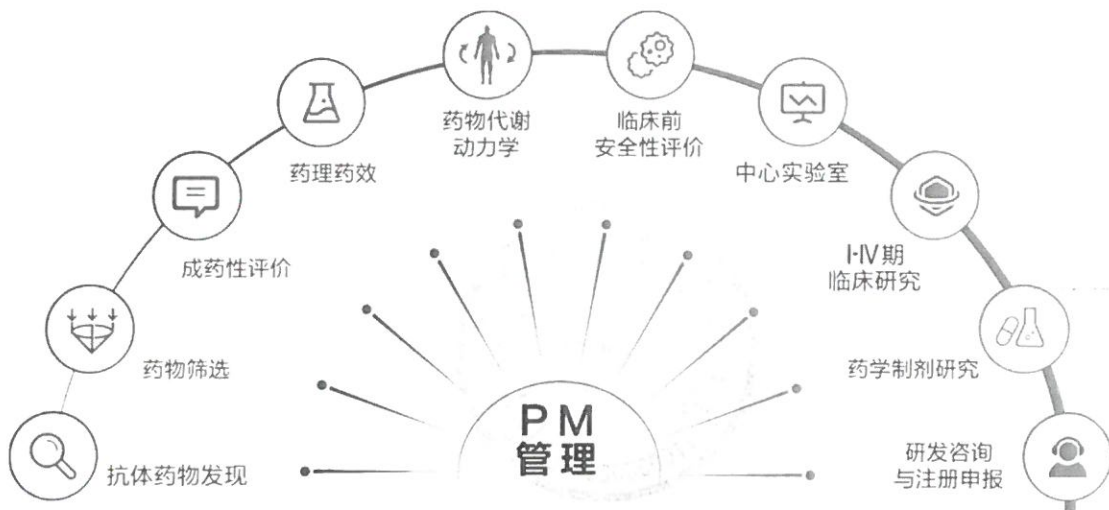 抗体药物发现
药物筛选
成药性评价
药理药效
药物代谢
动力学
临床前
安全性评价
中心实验室
I-IV期
临床研究
药学制剂研究
研发咨询
与注册申报
PM
管理